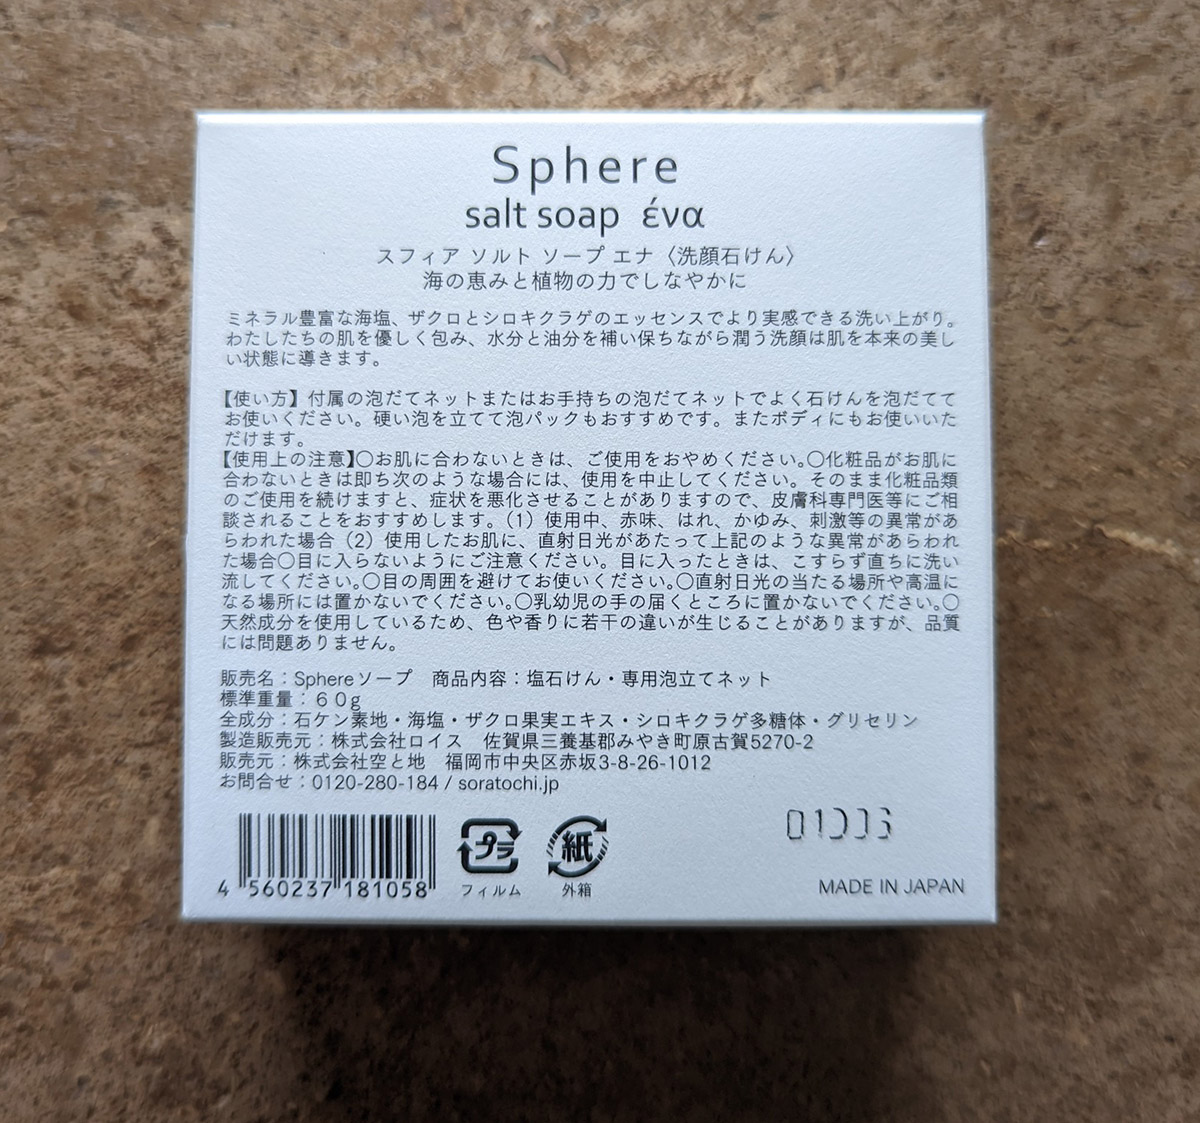 Sphere
salt soap ένα
スフィア ソルト ソープ エナ〈洗顔石けん〉
海の恵みと植物の力でしなやかに
ミネラル豊富な海塩、ザクロとシロキクラゲのエッセンスでより実感できる洗い上がり。
わたしたちの肌を優しく包み、水分と油分を補い保ちながら潤う洗顔は肌を本来の美し
い状態に導きます。
【使い方】付属の泡だてネットまたはお手持ちの泡だてネットでよく石けんを泡だてて
お使いください。硬い泡を立てて泡パックもおすすめです。またボディにもお使いいた
だけます。
【使用上の注意】〇お肌に合わないときは、ご使用をおやめください。〇化粧品がお肌に
合わないときは即ち次のような場合には、使用を中止してください。そのまま化粧品類
のご使用を続けますと、症状を悪化させることがありますので、皮膚科専門医等にご相
談されることをおすすめします。（1）使用中、赤味、はれ、かゆみ、刺激等の異常があ
らわれた場合（2）使用したお肌に、直射日光があたって上記のような異常があらわれ
た場合〇目に入らないようにご注意ください。目に入ったときは、こすらず直ちに洗い
流してください。〇目の周囲を避けてお使いください。〇直射日光の当たる場所や高温に
なる場所には置かないでください。〇乳幼児の手の届くところに置かないでください。〇
天然成分を使用しているため、色や香りに若干の違いが生じることがありますが、品質
には問題ありません。
販売名：Sphereソープ　商品内容：塩石けん・専用泡立てネット
標準重量：６０g
全成分：石ケン素地・海塩・ザクロ果実エキス・シロキクラゲ多糖体・グリセリン
製造販売元：株式会社ロイス　佐賀県三養基郡みやき町原古賀5270-2
販売元：株式会社空と地　福岡市中央区赤坂3-8-26-1012
お問合せ：0120-280-184 / soratochi.jp
プラ
フィルム
紙
外箱
4 560237 181058
MADE IN JAPAN